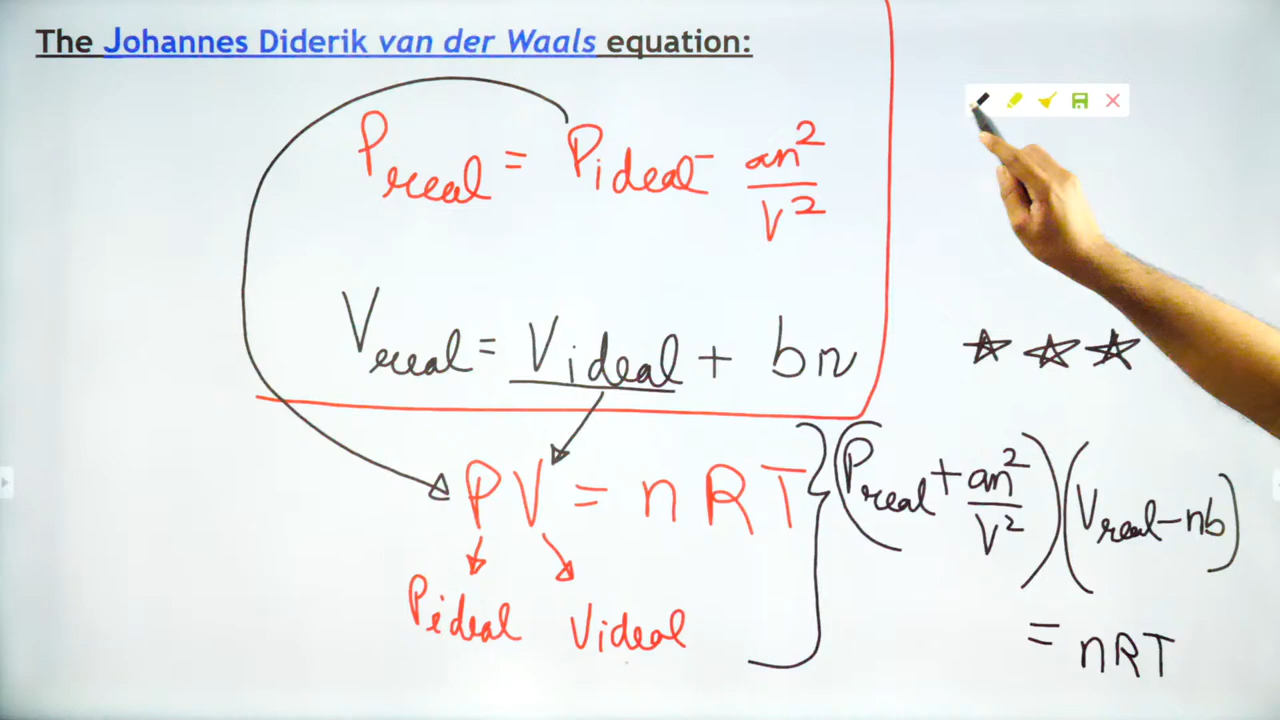 The Johannes Diderik van der Waals equation:
Preal = Pideal - an²/V²
Vreal = Videal + bn
PV = nRT
Pideal Videal
(Preal + an²/V²)(Vreal - nb)
= nRT